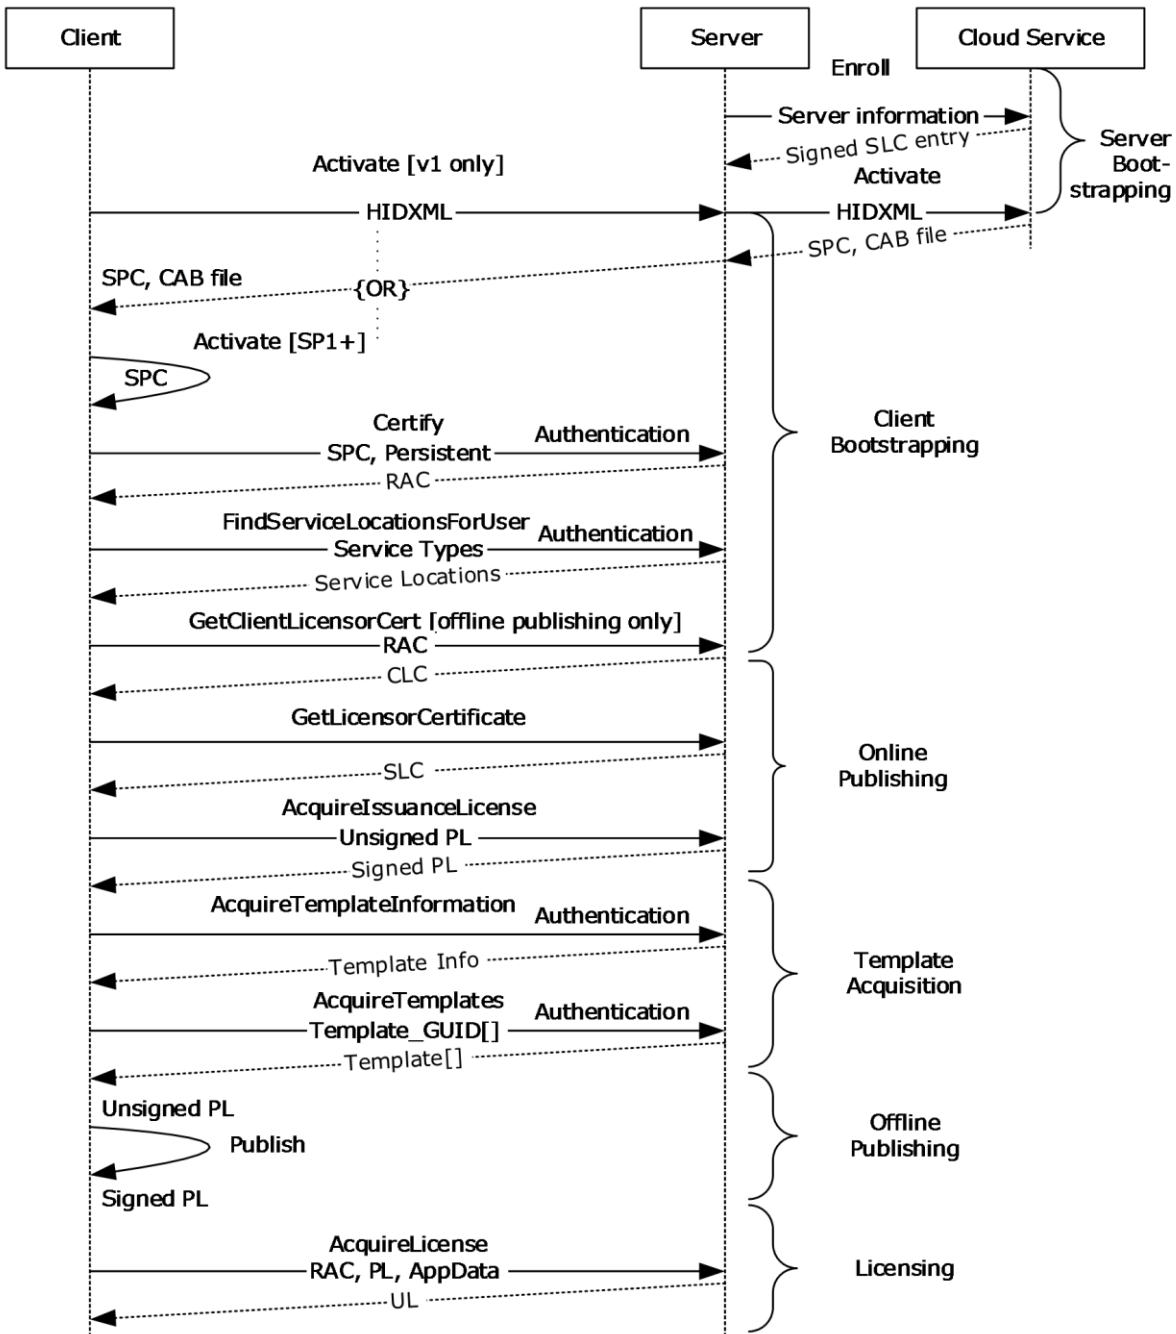 Client
Server
Cloud Service
Enroll
Server information
Signed SLC entry
Server
Boot-
strapping
Activate [v1 only]
Activate
HIDXML
HIDXML
SPC, CAB file
SPC, CAB file
{OR}
Activate [SP1+]
SPC
Certify
Authentication
SPC, Persistent
RAC
Client
Bootstrapping
FindServiceLocationsForUser
Authentication
Service Types
Service Locations
GetClientLicensorCert [offline publishing only]
RAC
CLC
GetLicensorCertificate
SLC
Online
Publishing
AcquireIssuanceLicense
Unsigned PL
Signed PL
AcquireTemplateInformation
Authentication
Template Info
Template
Acquisition
AcquireTemplates
Authentication
Template_GUID[]
Template[]
Unsigned PL
Publish
Signed PL
Offline
Publishing
AcquireLicense
RAC, PL, AppData
UL
Licensing